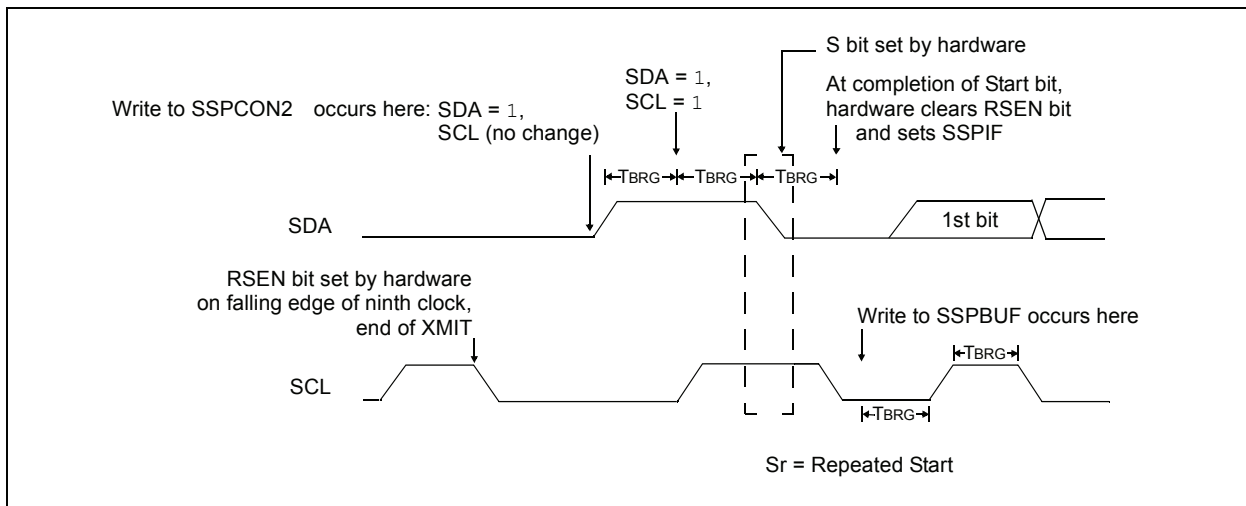 S bit set by hardware
SDA = 1,
SCL = 1
At completion of Start bit,
hardware clears RSEN bit
and sets SSPIF
Write to SSPCON2 occurs here: SDA = 1,
SCL (no change)
TBRG TBRG TBRG
SDA
1st bit
RSEN bit set by hardware
on falling edge of ninth clock,
end of XMIT
Write to SSPBUF occurs here
TBRG
SCL
TBRG
Sr = Repeated Start